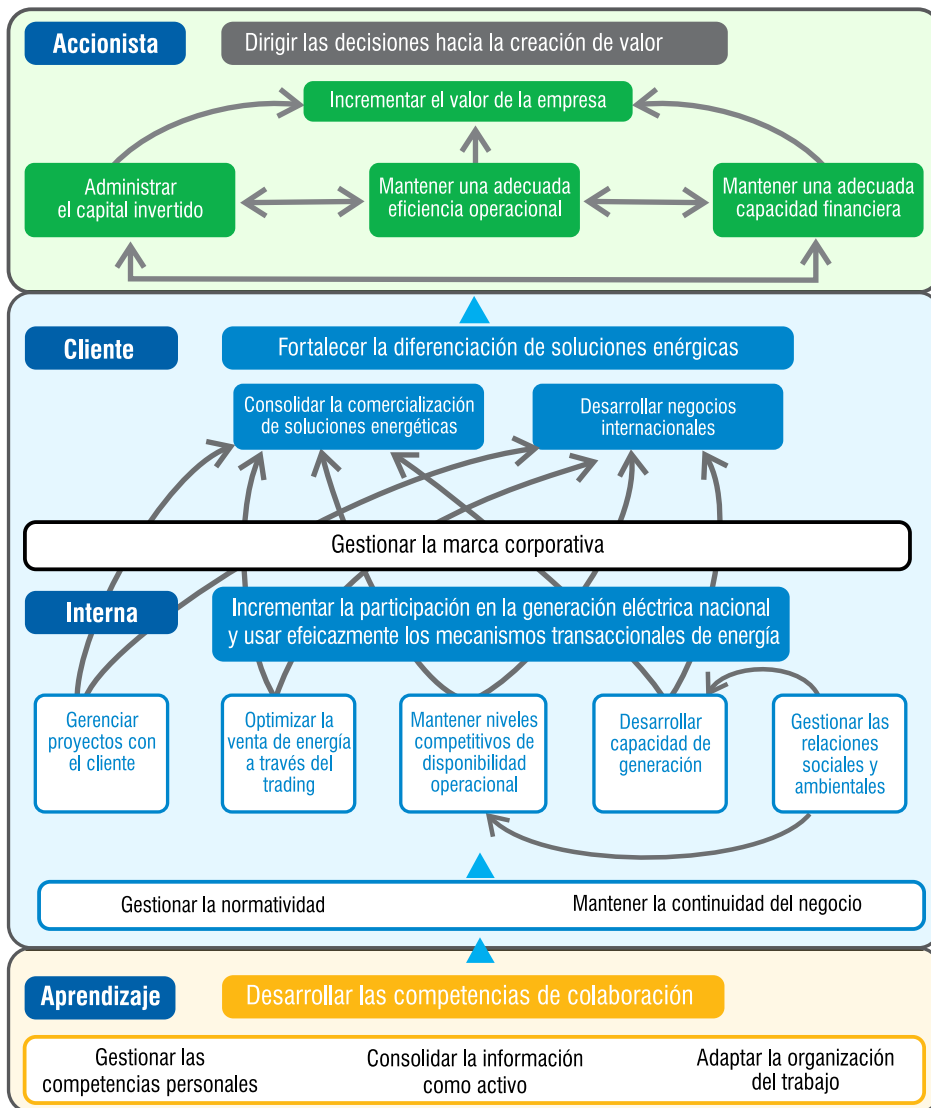 Accionista
Dirigir las decisiones hacia la creación de valor
Incrementar el valor de la empresa
Administrar
el capital invertido
Mantener una adecuada
eficiencia operacional
Mantener una adecuada
capacidad financiera
Cliente
Fortalecer la diferenciación de soluciones enérgicas
Consolidar la comercialización
de soluciones energéticas
Desarrollar negocios
internacionales
Gestionar la marca corporativa
Interna
Incrementar la participación en la generación eléctrica nacional
y usar efeicazmente los mecanismos transaccionales de energía
Gerenciar
proyectos con
el cliente
Optimizar la
venta de energía
a través del
trading
Mantener niveles
competitivos de
disponibilidad
operacional
Desarrollar
capacidad de
generación
Gestionar las
relaciones
sociales y
ambientales
Gestionar la normatividad
Mantener la continuidad del negocio
Aprendizaje
Desarrollar las competencias de colaboración
Gestionar las
competencias personales
Consolidar la información
como activo
Adaptar la organización
del trabajo